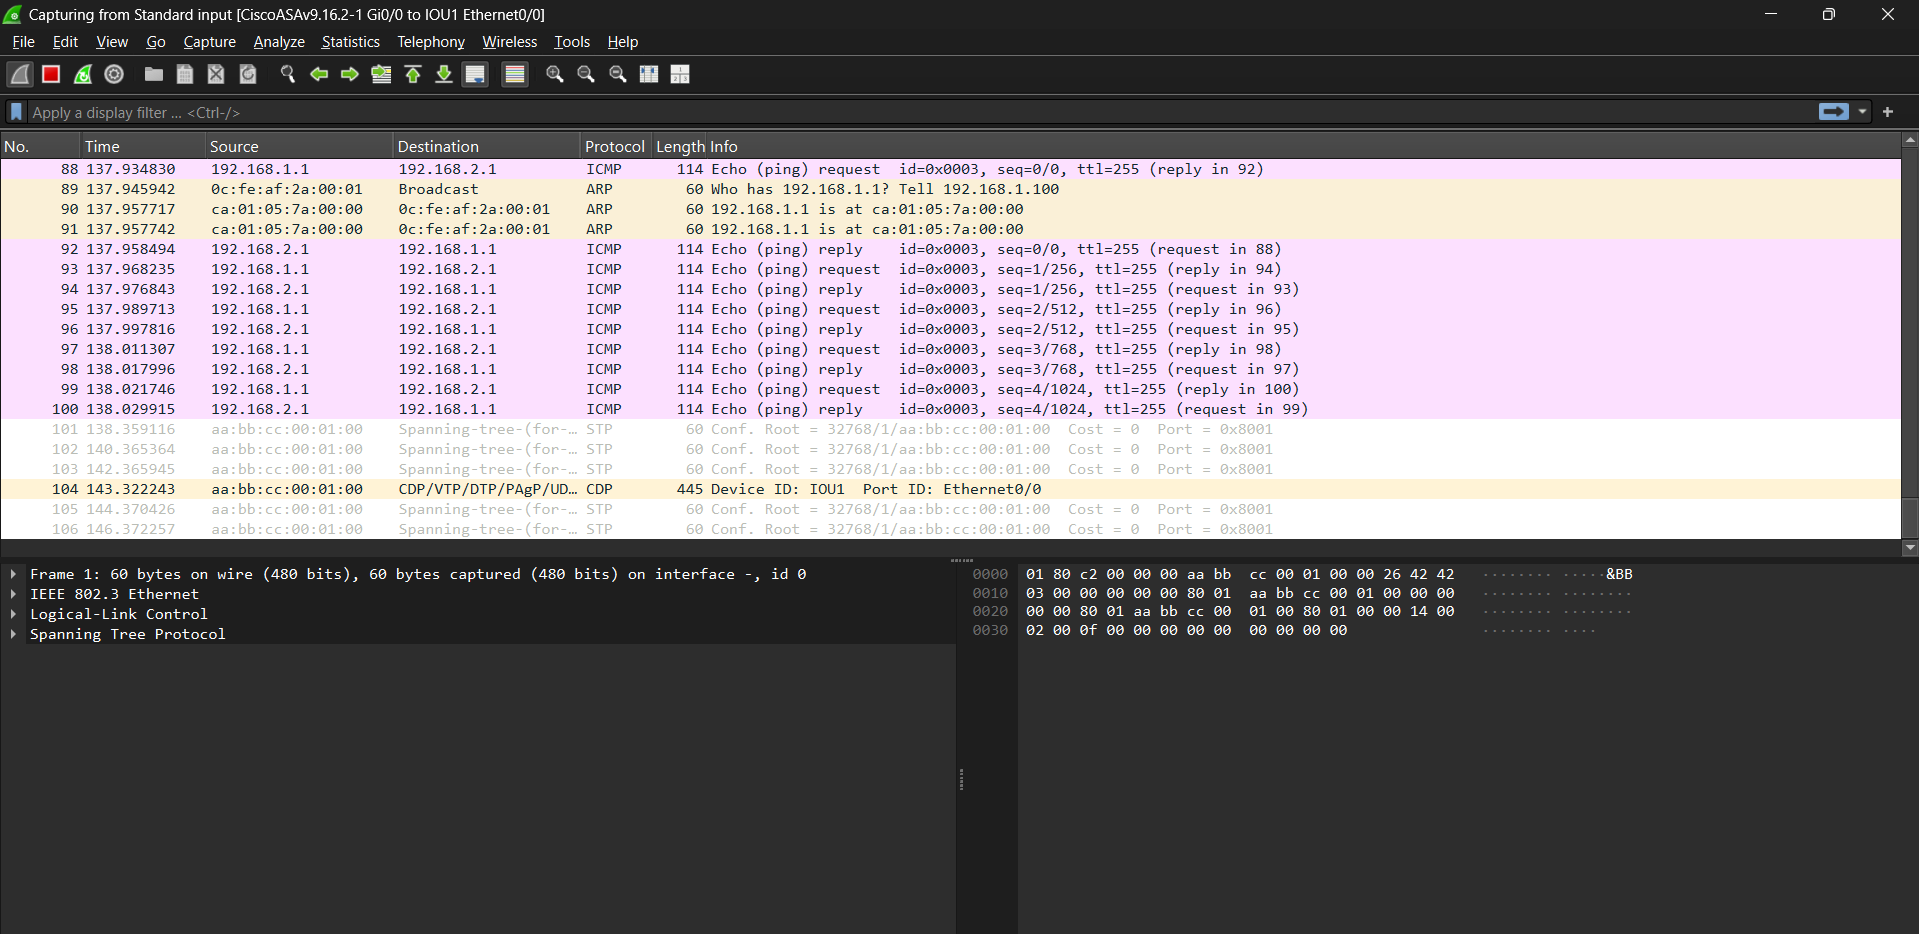 Capturing from Standard input [CiscoASAv9.16.2-1 Gi0/0 to IOU1 Ethernet0/0]
File Edit View Go Capture Analyze Statistics Telephony Wireless Tools Help
Apply a display filter ... <Ctrl-/>
No. Time Source Destination Protocol Length Info
88 137.934830 192.168.1.1 192.168.2.1 ICMP 114 Echo (ping) request id=0x0003, seq=0/0, ttl=255 (reply in 92)
89 137.945942 0c:fe:af:2a:00:01 Broadcast ARP 60 Who has 192.168.1.1? Tell 192.168.1.100
90 137.957717 ca:01:05:7a:00:00 0c:fe:af:2a:00:01 ARP 60 192.168.1.1 is at ca:01:05:7a:00:00
91 137.957742 ca:01:05:7a:00:00 0c:fe:af:2a:00:01 ARP 60 192.168.1.1 is at ca:01:05:7a:00:00
92 137.958494 192.168.2.1 192.168.1.1 ICMP 114 Echo (ping) reply id=0x0003, seq=0/0, ttl=255 (request in 88)
93 137.968235 192.168.1.1 192.168.2.1 ICMP 114 Echo (ping) request id=0x0003, seq=1/256, ttl=255 (reply in 94)
94 137.976843 192.168.2.1 192.168.1.1 ICMP 114 Echo (ping) reply id=0x0003, seq=1/256, ttl=255 (request in 93)
95 137.989713 192.168.1.1 192.168.2.1 ICMP 114 Echo (ping) request id=0x0003, seq=2/512, ttl=255 (reply in 96)
96 137.997816 192.168.2.1 192.168.1.1 ICMP 114 Echo (ping) reply id=0x0003, seq=2/512, ttl=255 (request in 95)
97 138.011307 192.168.1.1 192.168.2.1 ICMP 114 Echo (ping) request id=0x0003, seq=3/768, ttl=255 (reply in 98)
98 138.017996 192.168.2.1 192.168.1.1 ICMP 114 Echo (ping) reply id=0x0003, seq=3/768, ttl=255 (request in 97)
99 138.021746 192.168.1.1 192.168.2.1 ICMP 114 Echo (ping) request id=0x0003, seq=4/1024, ttl=255 (reply in 100)
100 138.029915 192.168.2.1 192.168.1.1 ICMP 114 Echo (ping) reply id=0x0003, seq=4/1024, ttl=255 (request in 99)
101 138.359116 aa:bb:cc:00:01:00 Spanning-tree-(for-… STP 60 Conf. Root = 32768/1/aa:bb:cc:00:01:00 Cost = 0 Port = 0x8001
102 140.365364 aa:bb:cc:00:01:00 Spanning-tree-(for-… STP 60 Conf. Root = 32768/1/aa:bb:cc:00:01:00 Cost = 0 Port = 0x8001
103 142.365945 aa:bb:cc:00:01:00 Spanning-tree-(for-… STP 60 Conf. Root = 32768/1/aa:bb:cc:00:01:00 Cost = 0 Port = 0x8001
104 143.322243 aa:bb:cc:00:01:00 CDP/VTP/DTP/PAgP/UD… CDP 445 Device ID: IOU1 Port ID: Ethernet0/0
105 144.370426 aa:bb:cc:00:01:00 Spanning-tree-(for-… STP 60 Conf. Root = 32768/1/aa:bb:cc:00:01:00 Cost = 0 Port = 0x8001
106 146.372257 aa:bb:cc:00:01:00 Spanning-tree-(for-… STP 60 Conf. Root = 32768/1/aa:bb:cc:00:01:00 Cost = 0 Port = 0x8001
Frame 1: 60 bytes on wire (480 bits), 60 bytes captured (480 bits) on interface -, id 0
IEEE 802.3 Ethernet
Logical-Link Control
Spanning Tree Protocol
0000 01 80 c2 00 00 00 aa bb cc 00 01 00 00 26 42 42 ········ ·····&BB
0010 03 00 00 00 00 00 80 01 aa bb cc 00 01 00 00 00 ········ ········
0020 00 00 80 01 aa bb cc 00 01 00 80 01 00 00 14 00 ········ ········
0030 02 00 0f 00 00 00 00 00 00 00 00 00 ········ ····